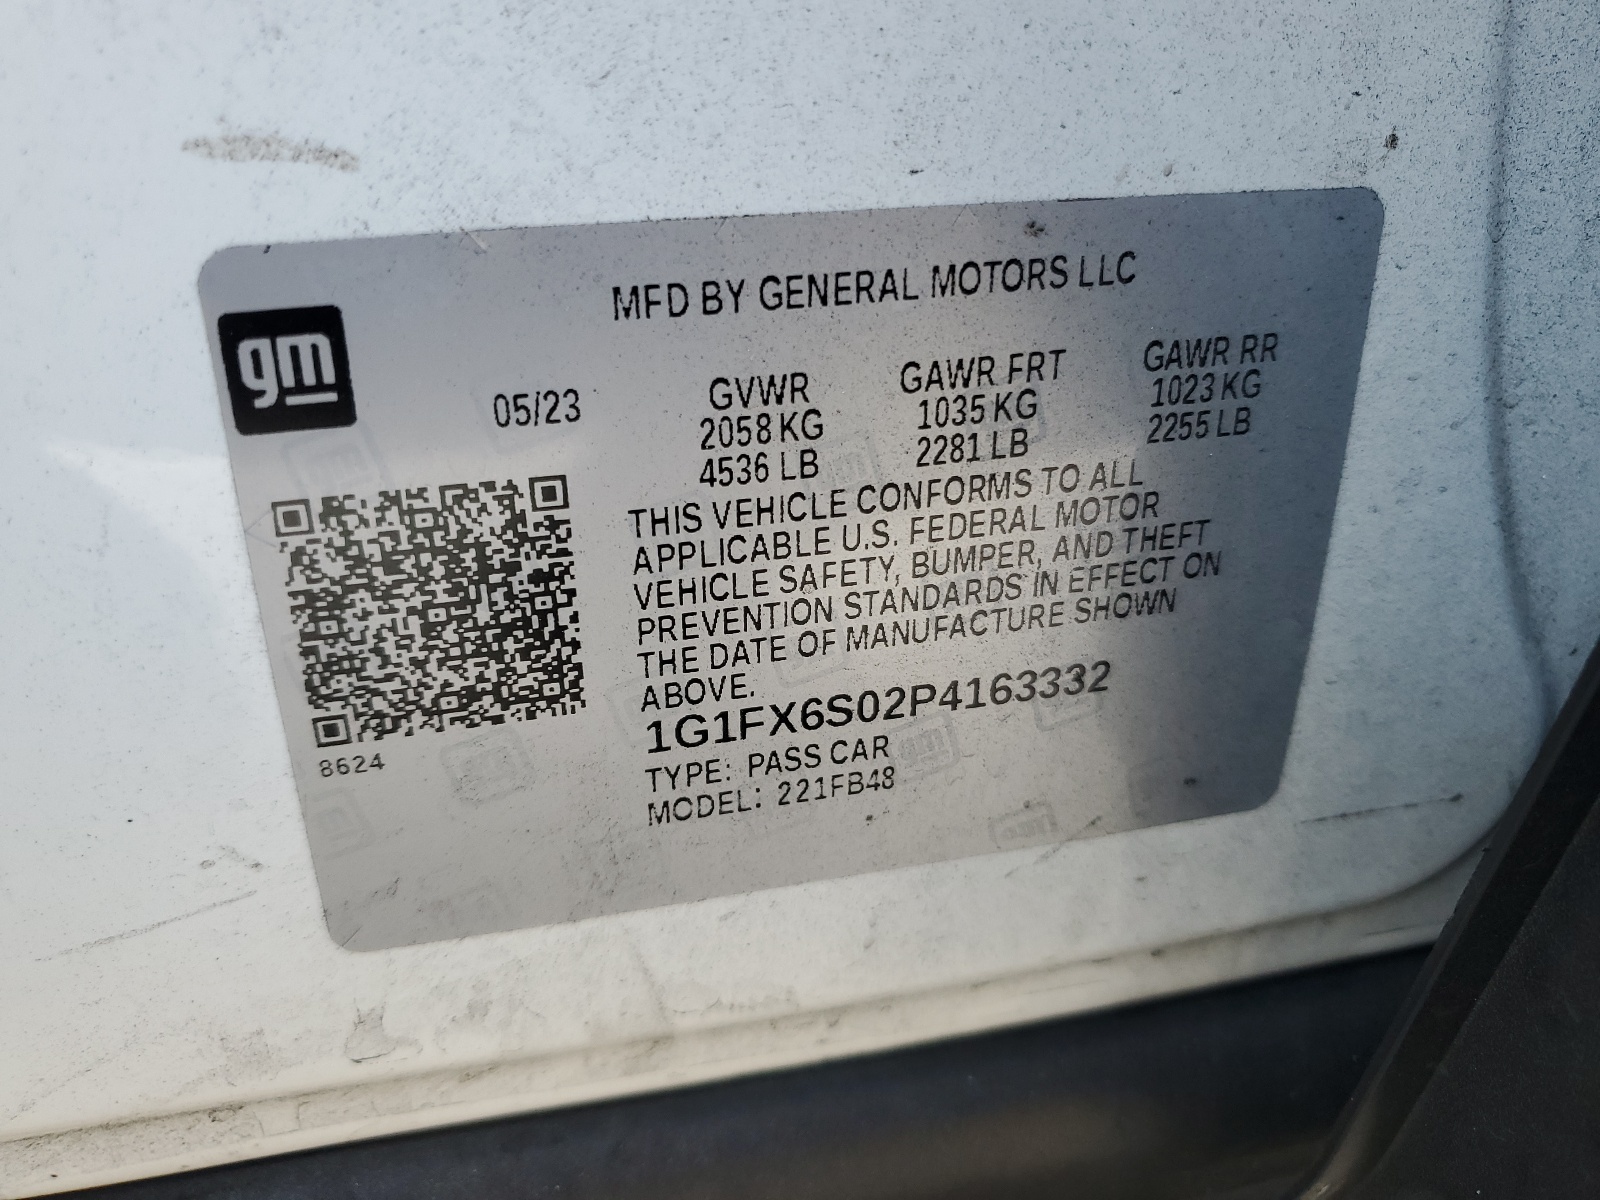 MFD BY GENERAL MOTORS LLC
gm
05/23
GVWR GAWR FRT GAWR RR
2058 KG 1035 KG 1023 KG
4536 LB 2281 LB 2255 LB
THIS VEHICLE CONFORMS TO ALL
APPLICABLE U.S. FEDERAL MOTOR
VEHICLE SAFETY, BUMPER, AND THEFT
PREVENTION STANDARDS IN EFFECT ON
THE DATE OF MANUFACTURE SHOWN
ABOVE.
1G1FX6S02P4163332
8624
TYPE: PASS CAR
MODEL: 221FB48